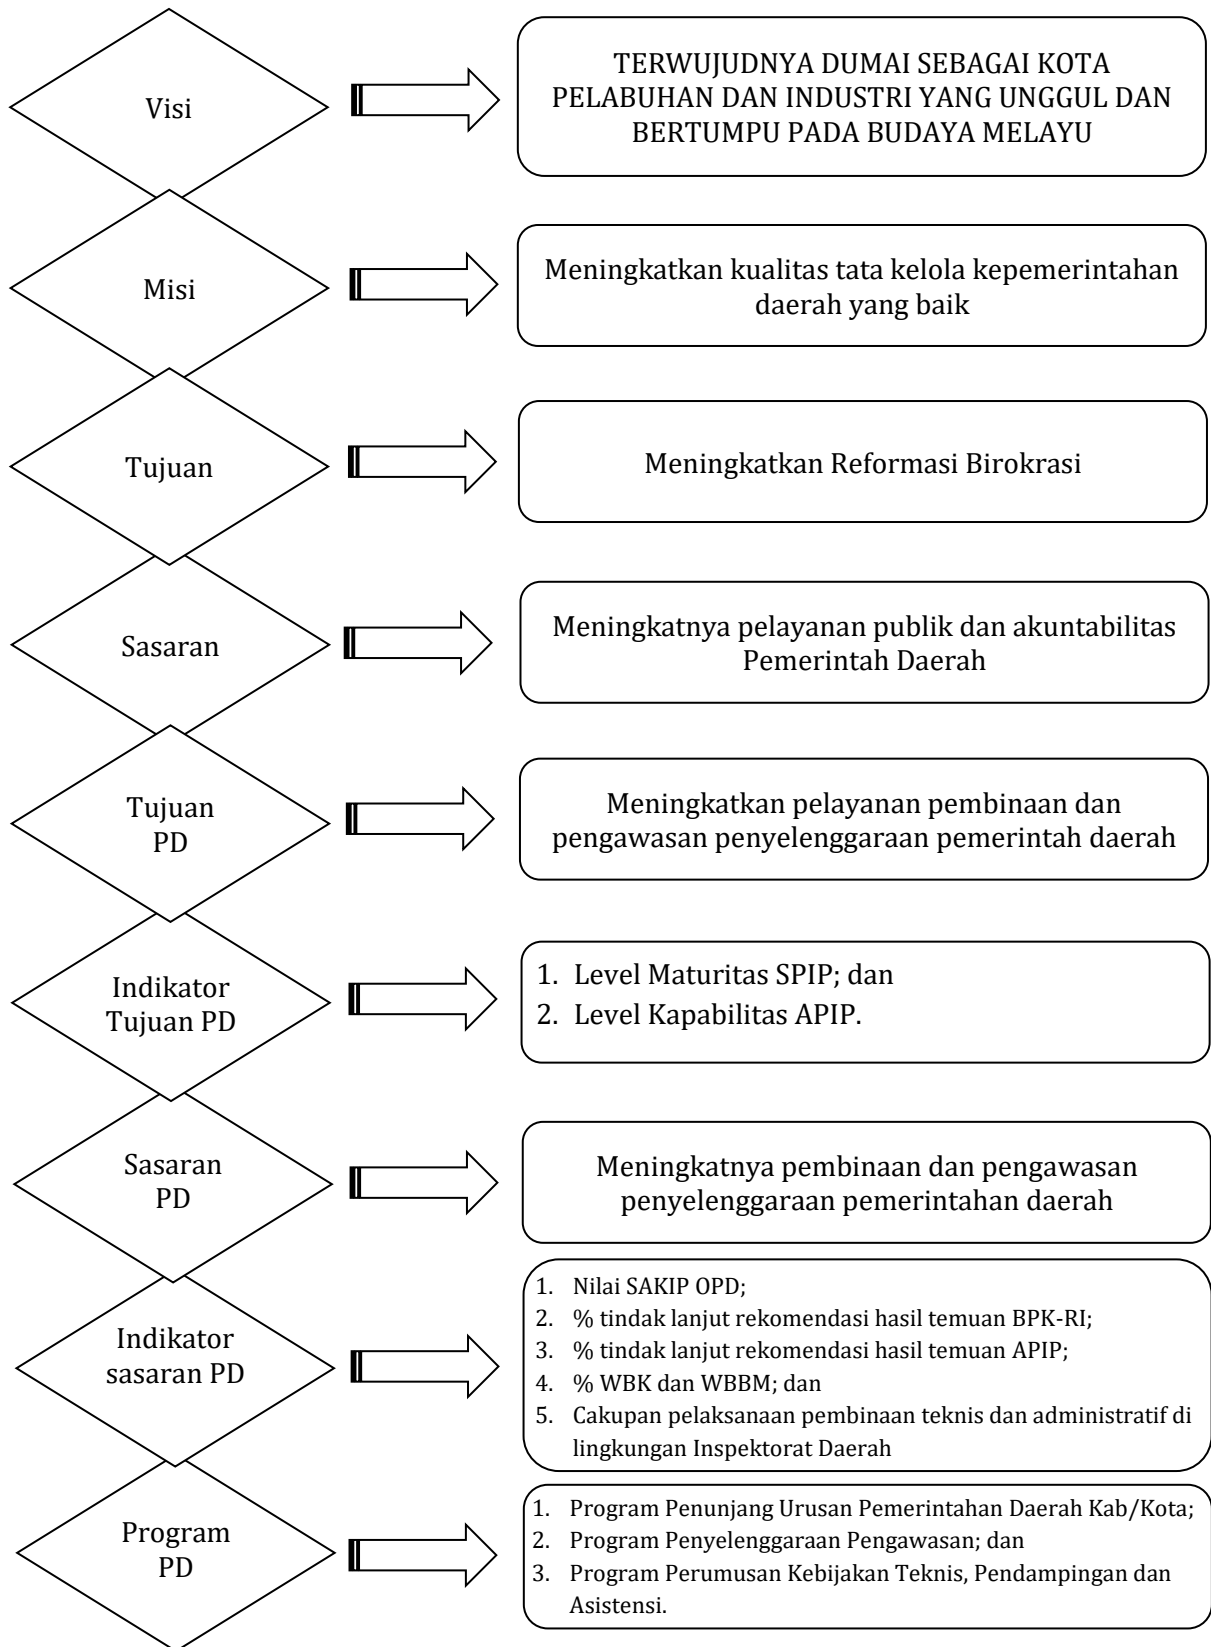 Visi
TERWUJUDNYA DUMAI SEBAGAI KOTA
PELABUHAN DAN INDUSTRI YANG UNGGUL DAN
BERTUMPU PADA BUDAYA MELAYU
Misi
Meningkatkan kualitas tata kelola kepemerintahan
daerah yang baik
Tujuan
Meningkatkan Reformasi Birokrasi
Sasaran
Meningkatnya pelayanan publik dan akuntabilitas
Pemerintah Daerah
Tujuan
PD
Meningkatkan pelayanan pembinaan dan
pengawasan penyelenggaraan pemerintah daerah
Indikator
Tujuan PD
1. Level Maturitas SPIP; dan
2. Level Kapabilitas APIP.
Sasaran
PD
Meningkatnya pembinaan dan pengawasan
penyelenggaraan pemerintahan daerah
Indikator
sasaran PD
1. Nilai SAKIP OPD;
2. % tindak lanjut rekomendasi hasil temuan BPK-RI;
3. % tindak lanjut rekomendasi hasil temuan APIP;
4. % WBK dan WBBM; dan
5. Cakupan pelaksanaan pembinaan teknis dan administratif di
lingkungan Inspektorat Daerah
Program
PD
1. Program Penunjang Urusan Pemerintahan Daerah Kab/Kota;
2. Program Penyelenggaraan Pengawasan; dan
3. Program Perumusan Kebijakan Teknis, Pendampingan dan
Asistensi.